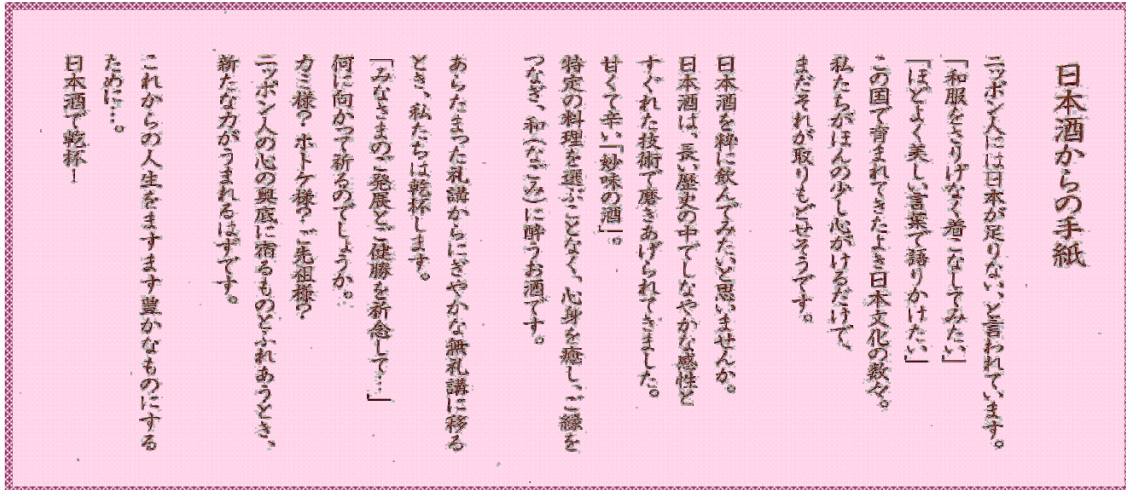 日本酒からの手紙
ニッポン人には日本が足りない、と言われています。
「和服をさりげなく着こなしてみたい」
「ほどよく美しい言葉で語りかけたい」
この国で育まれてきたよき日本文化の数々。
私たちがほんの少し心がけるだけで、
まだそれが取りもどせそうです。
日本酒を粋に飲んでみたいと思いませんか。
日本酒は、長い歴史の中でしなやかな感性と
すぐれた技術で磨きあげられてきました。
甘くて辛い「妙味の酒」。
特定の料理を選ぶことなく、心身を癒し、ご縁を
つなぎ、和(なごみ)に酔うお酒です。
あらたまった礼講からにぎやかな無礼講に移る
とき、私たちは乾杯します。
「みなさまのご発展とご健勝を祈念して…」
何に向かって祈るのでしょうか。
カミ様?ホトケ様?ご先祖様?
ニッポン人の心の奥底に宿るものとふれあうとき、
新たな力がうまれるはずです。
これからの人生をますます豊かなものにする
ために…。
日本酒で乾杯!